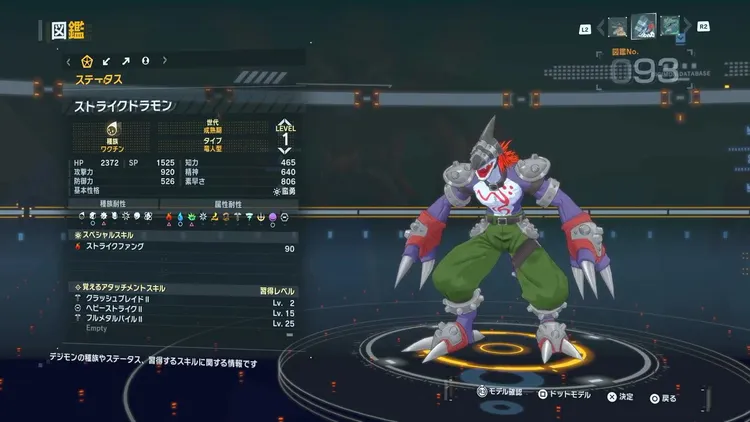 図鑑
L2
R2
図鑑No.
093
DATABASE
ステータス
ストライクドラモン
種族
ワクチン
世代
成熟期
タイプ
竜人型
LEVEL
1
HP 2372 SP 1525 知力 465
攻撃力 920 精神 640
防御力 526 素早さ 806
基本性格 蛮勇
種族耐性 属性耐性
スペシャルスキル
ストライクファング 90
覚えるアタッチメントスキル 習得レベル
クラッシュブレイドII Lv. 2
ヘビーストライクII Lv. 15
フルメタルパイルII Lv. 25
Empty
デジモンの種族やステータス、習得するスキルに関する情報です
R3 モデル確認 ドットモデル 決定 戻る